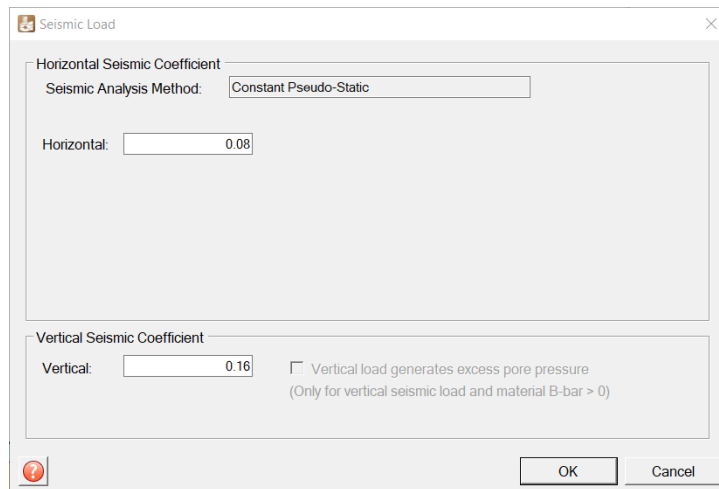 Seismic Load
Horizontal Seismic Coefficient
Seismic Analysis Method: Constant Pseudo-Static
Horizontal: 0.08
Vertical Seismic Coefficient
Vertical: 0.16 Vertical load generates excess pore pressure
(Only for vertical seismic load and material B-bar > 0)
? OK Cancel